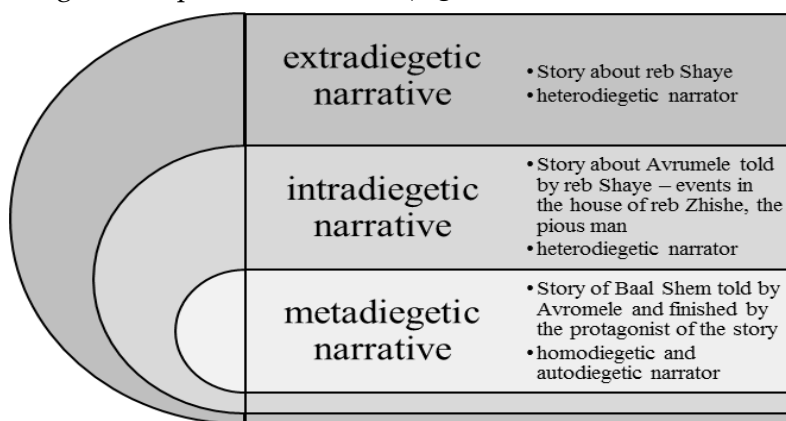 extradiegetic
narrative
• Story about reb Shaye
• heterodiegetic narrator
intradiegetic
narrative
• Story about Avrumele told
by reb Shaye – events in
the house of reb Zhishe, the
pious man
• heterodiegetic narrator
metadiegetic
narrative
• Story of Baal Shem told by
Avromele and finished by
the protagonist of the story
• homodiegetic and
autodiegetic narrator